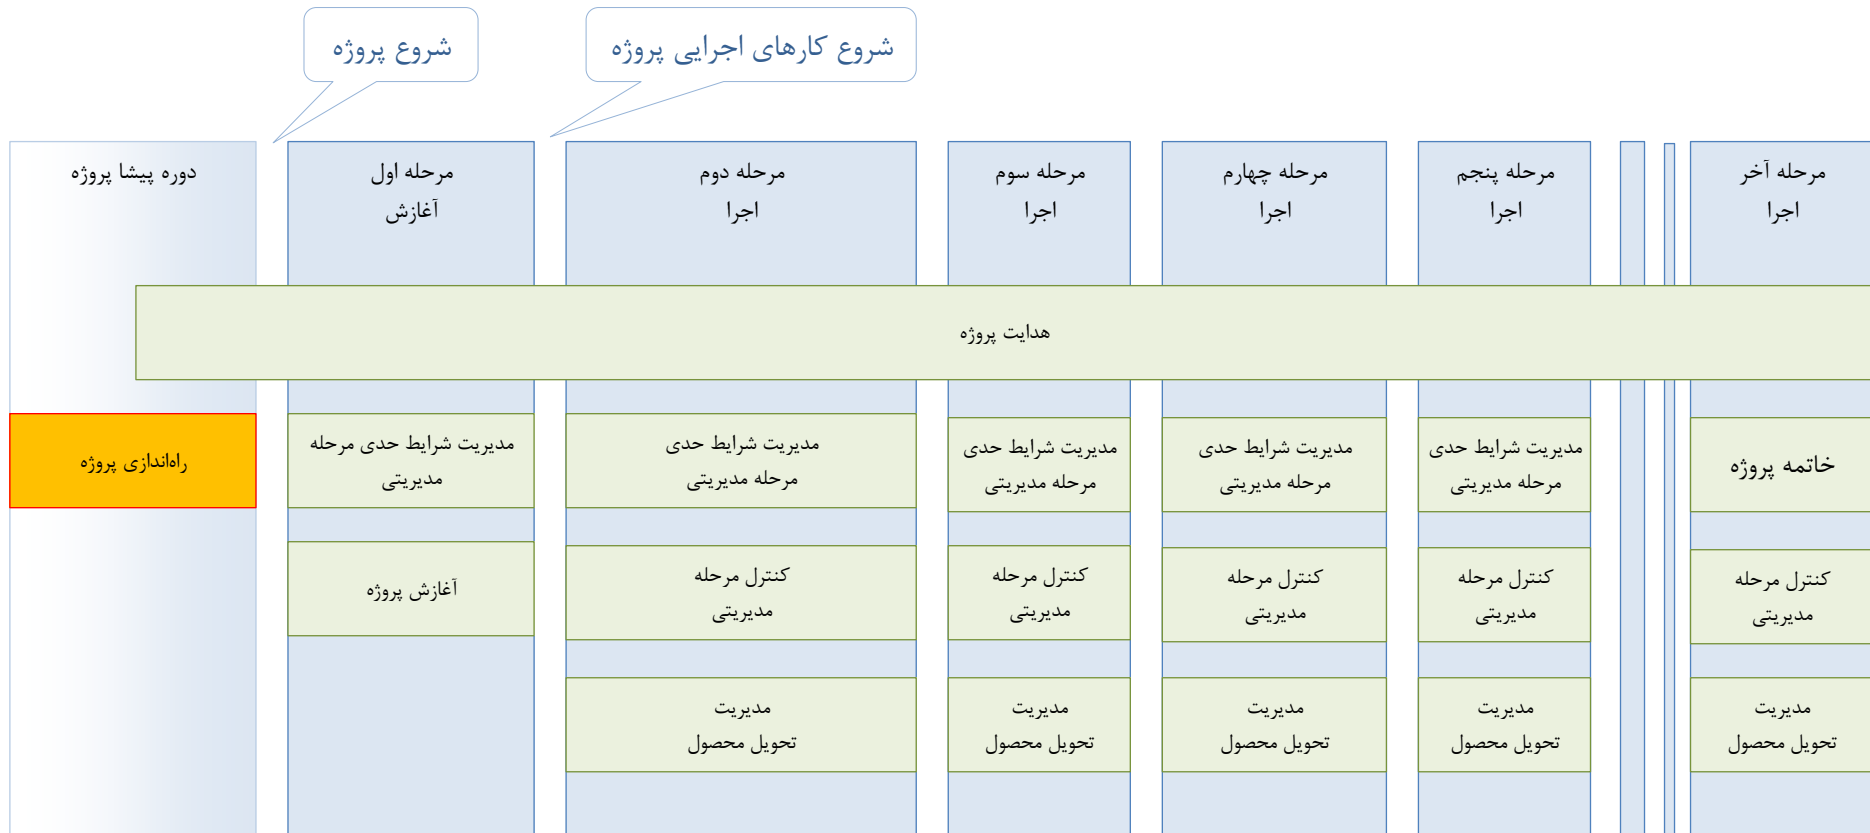 شروع پروژه
شروع کارهای اجرایی پروژه
دوره پیشا پروژه
مرحله اول
آغازش
مرحله دوم
اجرا
مرحله سوم
اجرا
مرحله چهارم
اجرا
مرحله پنجم
اجرا
مرحله آخر
اجرا
هدایت پروژه
راه‌اندازی پروژه
مدیریت شرایط حدی مرحله
مدیریتی
مدیریت شرایط حدی
مرحله مدیریتی
مدیریت شرایط حدی
مرحله مدیریتی
مدیریت شرایط حدی
مرحله مدیریتی
مدیریت شرایط حدی
مرحله مدیریتی
خاتمه پروژه
آغازش پروژه
کنترل مرحله
مدیریتی
کنترل مرحله
مدیریتی
کنترل مرحله
مدیریتی
کنترل مرحله
مدیریتی
کنترل مرحله
مدیریتی
مدیریت
تحویل محصول
مدیریت
تحویل محصول
مدیریت
تحویل محصول
مدیریت
تحویل محصول
مدیریت
تحویل محصول